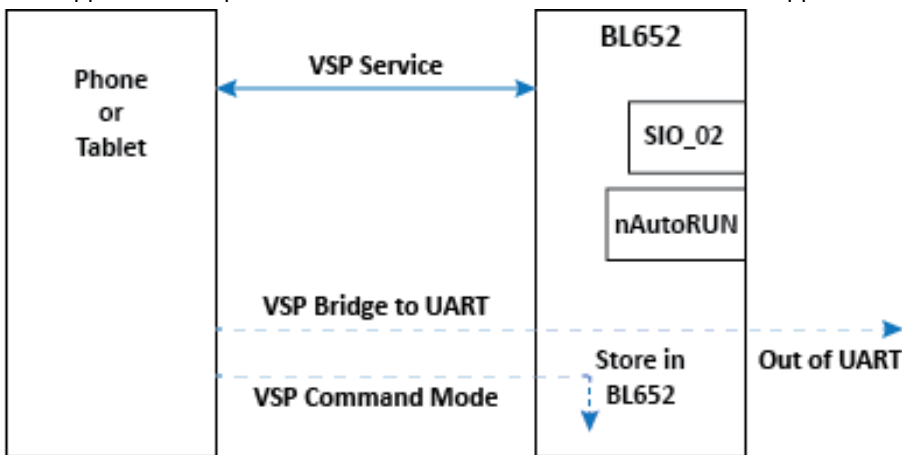 BL652
VSP Service
Phone
or
Tablet
SIO_02
nAutoRUN
VSP Bridge to UART
Store in
BL652
Out of UART
VSP Command Mode